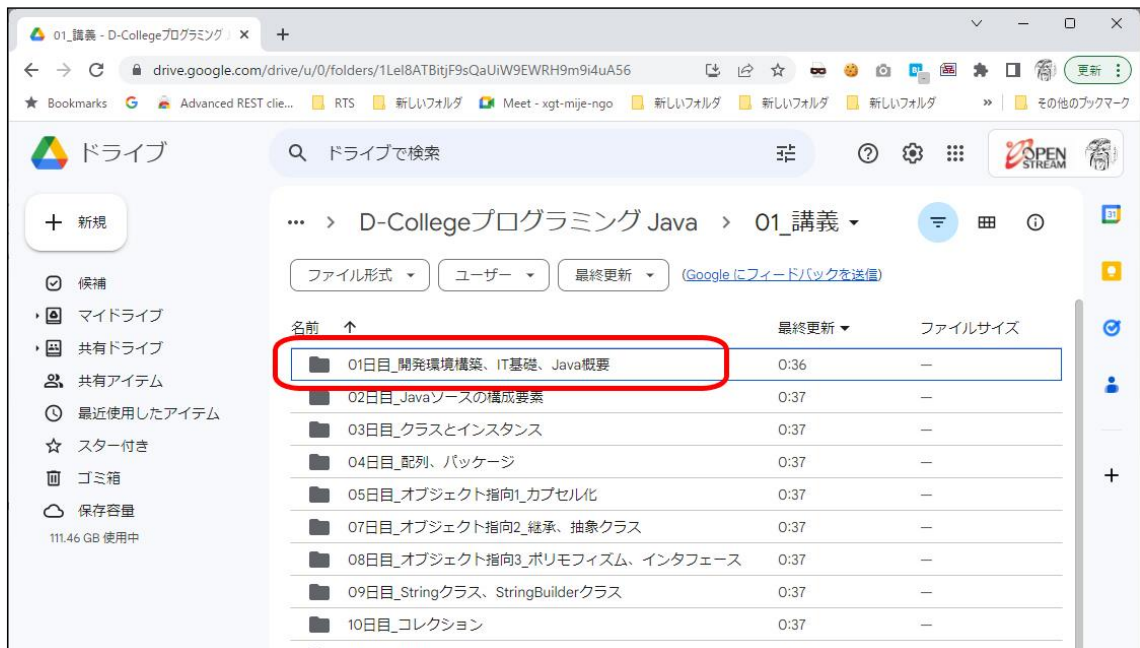 01_講義 - D-Collegeプログラミング J
drive.google.com/drive/u/0/folders/1LeI8ATBitjF9sQaUiW9EWRH9m9i4uA56
更新
Bookmarks
Advanced REST clie...
RTS
新しいフォルダ
Meet - xgt-mije-ngo
新しいフォルダ
新しいフォルダ
新しいフォルダ
»
その他のブックマーク
ドライブ
ドライブで検索
OPEN
STREAM
新規
... > D-Collegeプログラミング Java > 01_講義
31
候補
ファイル形式
ユーザー
最終更新
(Google にフィードバックを送信)
マイドライブ
共有ドライブ
共有アイテム
最近使用したアイテム
スター付き
ゴミ箱
保存容量
111.46 GB 使用中
名前 ↑ 最終更新 ファイルサイズ
01日目_開発環境構築、IT基礎、Java概要 0:36 —
02日目_Javaソースの構成要素 0:37 —
03日目_クラスとインスタンス 0:37 —
04日目_配列、パッケージ 0:37 —
05日目_オブジェクト指向1_カプセル化 0:37 —
07日目_オブジェクト指向2_継承、抽象クラス 0:37 —
08日目_オブジェクト指向3_ポリモフィズム、インタフェース 0:37 —
09日目_Stringクラス、StringBuilderクラス 0:37 —
10日目_コレクション 0:37 —